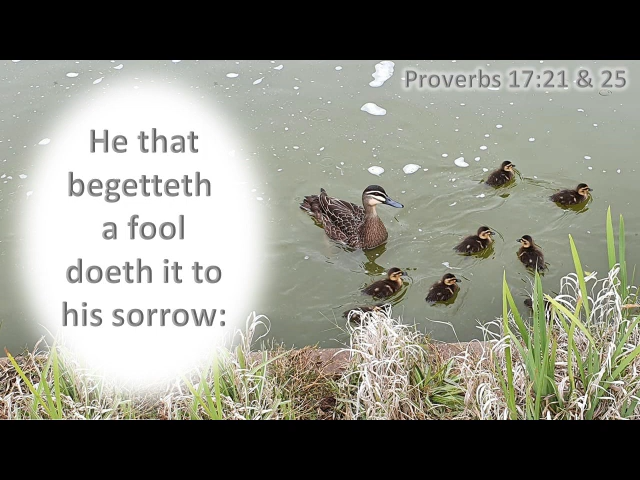 Proverbs 17:21 & 25
He that
begetteth
a fool
doeth it to
his sorrow: